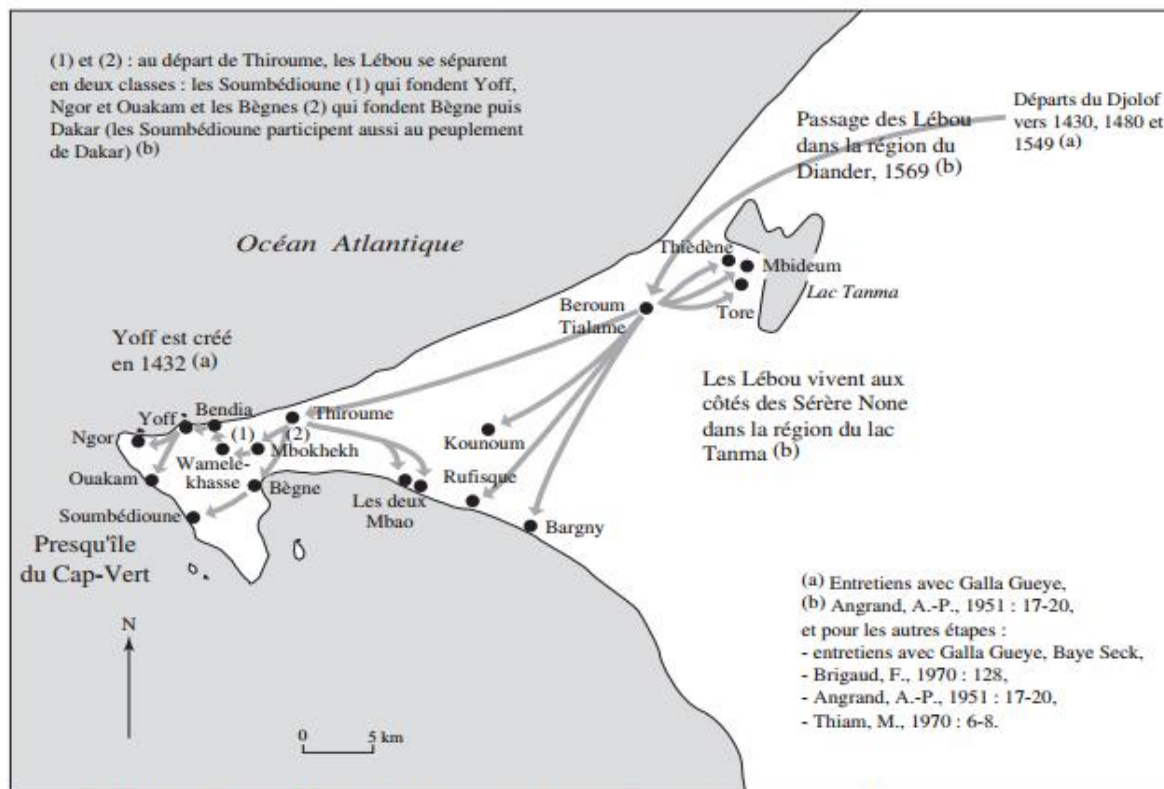 (1) et (2) : au départ de Thiroume, les Lébou se séparent
en deux classes : les Soumbédioune (1) qui fondent Yoff,
Ngor et Ouakam et les Bègnes (2) qui fondent Bègne puis
Dakar (les Soumbédioune participent aussi au peuplement
de Dakar) (b)
Départs du Djolof
vers 1430, 1480 et
1549 (a)
Passage des Lébou
dans la région du
Diander, 1569 (b)
Océan Atlantique
Thiédène
Mbideum
Lac Tanma
Tore
Beroum
Tialame
Yoff est créé
en 1432 (a)
Les Lébou vivent aux
côtés des Sérère None
dans la région du lac
Tanma (b)
Yoff
Bendia
Thiroume
Ngor
(1)
(2)
Mbokhekh
Kounoum
Wamele-
khasse
Ouakam
Bègne
Rufisque
Les deux
Mbao
Soumbédioune
Bargny
Presqu'île
du Cap-Vert
(a) Entretiens avec Galla Gueye,
(b) Angrand, A.-P., 1951 : 17-20,
et pour les autres étapes :
- entretiens avec Galla Gueye, Baye Seck,
- Brigaud, F., 1970 : 128,
- Angrand, A.-P., 1951 : 17-20,
- Thiam, M., 1970 : 6-8.
N
0 5 km